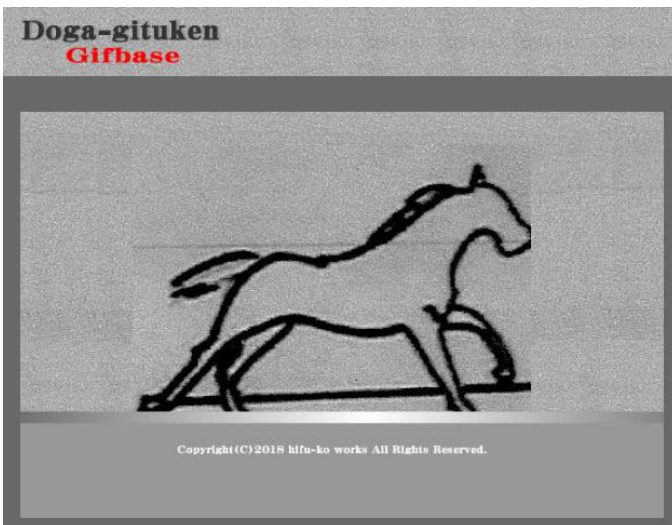 Doga-gituken
Gifbase
Copyright(C)2018 hifu-ko works All Rights Reserved.